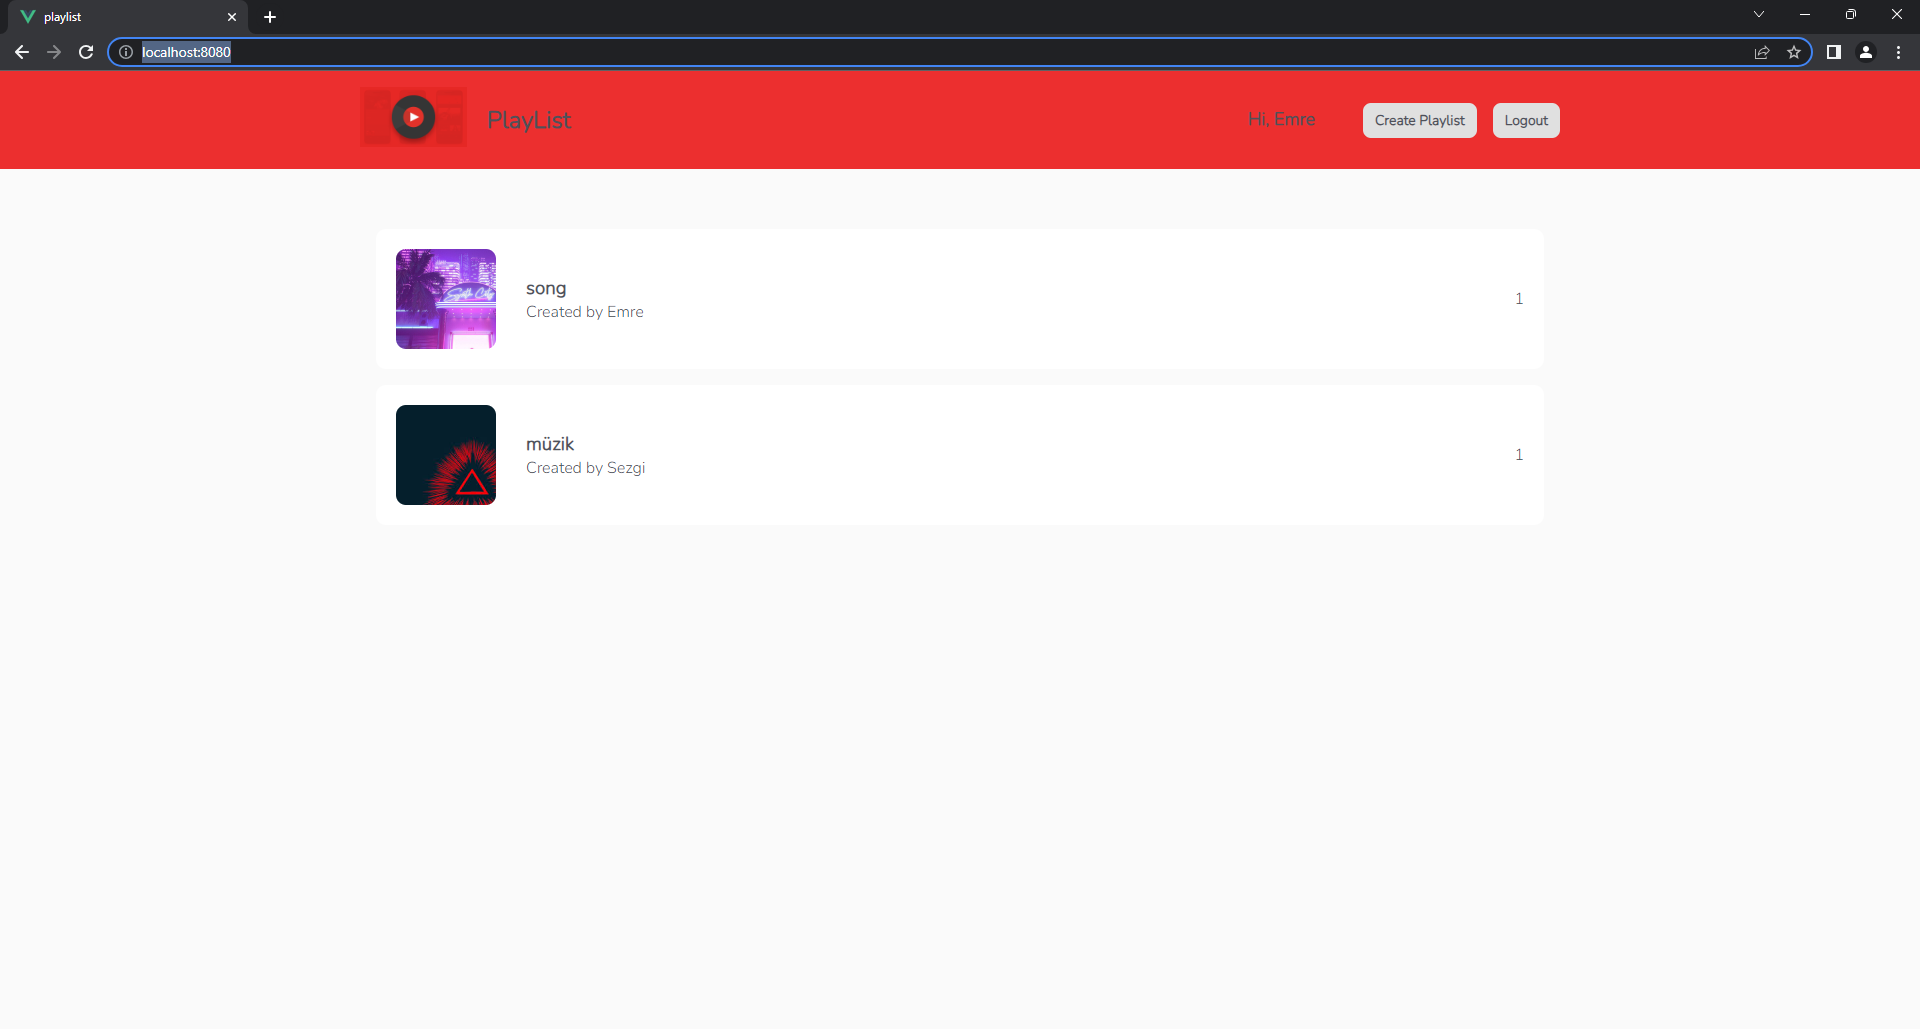 playlist
localhost:8080
PlayList
Hi, Emre
Create Playlist
Logout
song
Created by Emre
1
müzik
Created by Sezgi
1